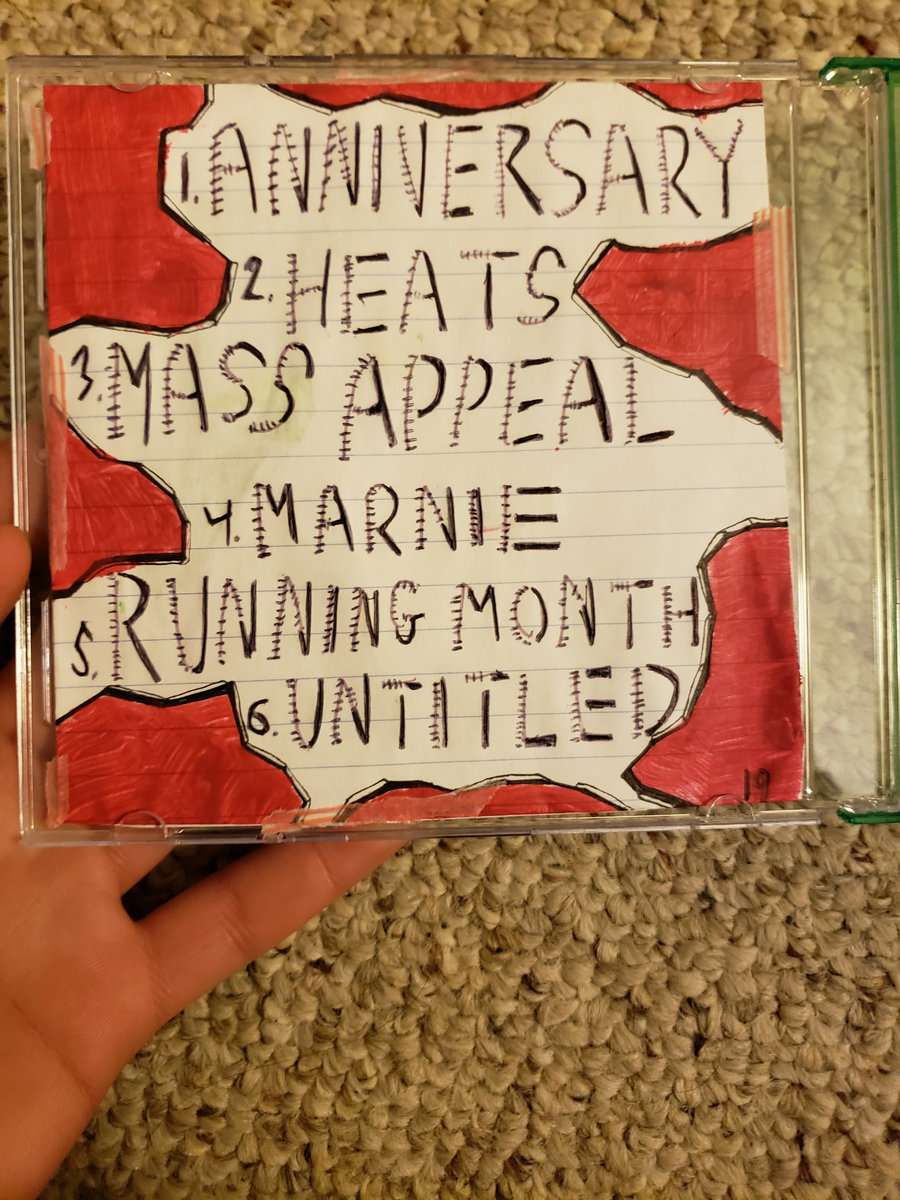 1. ANNIVERSARY
2. HEATS
3. MASS APPEAL
4. MARNIE
5. RUNNING MONTH
6. UNTITLED
19